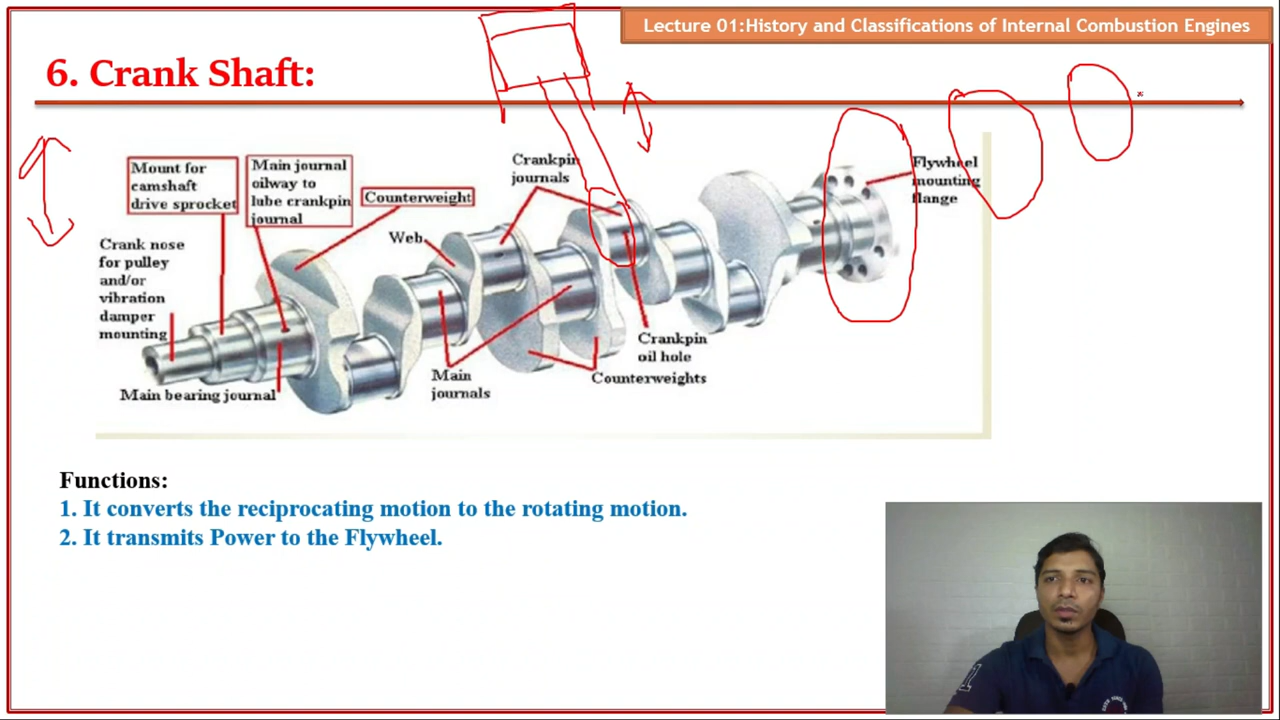 Lecture 01:History and Classifications of Internal Combustion Engines
6. Crank Shaft:
Mount for
camshaft
drive sprocket
Main journal
oilway to
lube crankpin
journal
Counterweight
Crankpin
journals
Flywheel
mounting
flange
Web
Crank nose
for pulley
and/or
vibration
damper
mounting
Main bearing journal
Main
journals
Crankpin
oil hole
Counterweights
Functions:
1. It converts the reciprocating motion to the rotating motion.
2. It transmits Power to the Flywheel.
1